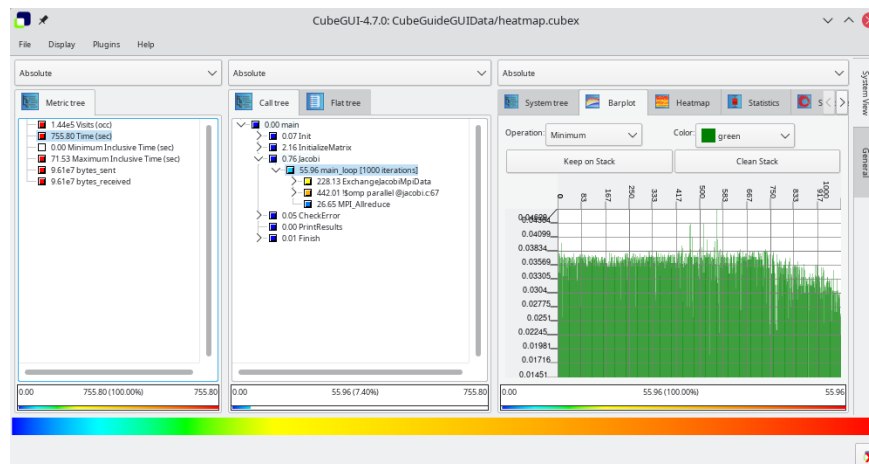 CubeGUI-4.7.0: CubeGuideGUIData/heatmap.cubex
File Display Plugins Help
Absolute
Metric tree
1.44e5 Visits (occ)
755.80 Time (sec)
0.00 Minimum Inclusive Time (sec)
71.53 Maximum Inclusive Time (sec)
9.61e7 bytes_sent
9.61e7 bytes_received
0.00 755.80 (100.00%) 755.80
Absolute
Call tree Flat tree
0.00 main
0.07 Init
2.16 InitializeMatrix
0.76 Jacobi
55.96 main_loop [1000 iterations]
228.13 ExchangeJacobiMpiData
442.01 !$omp parallel @jacobi.c:67
26.65 MPI_Allreduce
0.05 CheckError
0.00 PrintResults
0.01 Finish
0.00 55.96 (7.40%) 755.80
Absolute
System tree Barplot Heatmap Statistics
Operation: Minimum Color: green
Keep on Stack Clean Stack
0 83 167 250 333 417 500 583 667 750 833 917 1000
0.04099
0.03834
0.03569
0.03305
0.0304
0.02775
0.0251
0.02245
0.01981
0.01716
0.01451
0.00 55.96 (100.00%) 55.96
System View
General